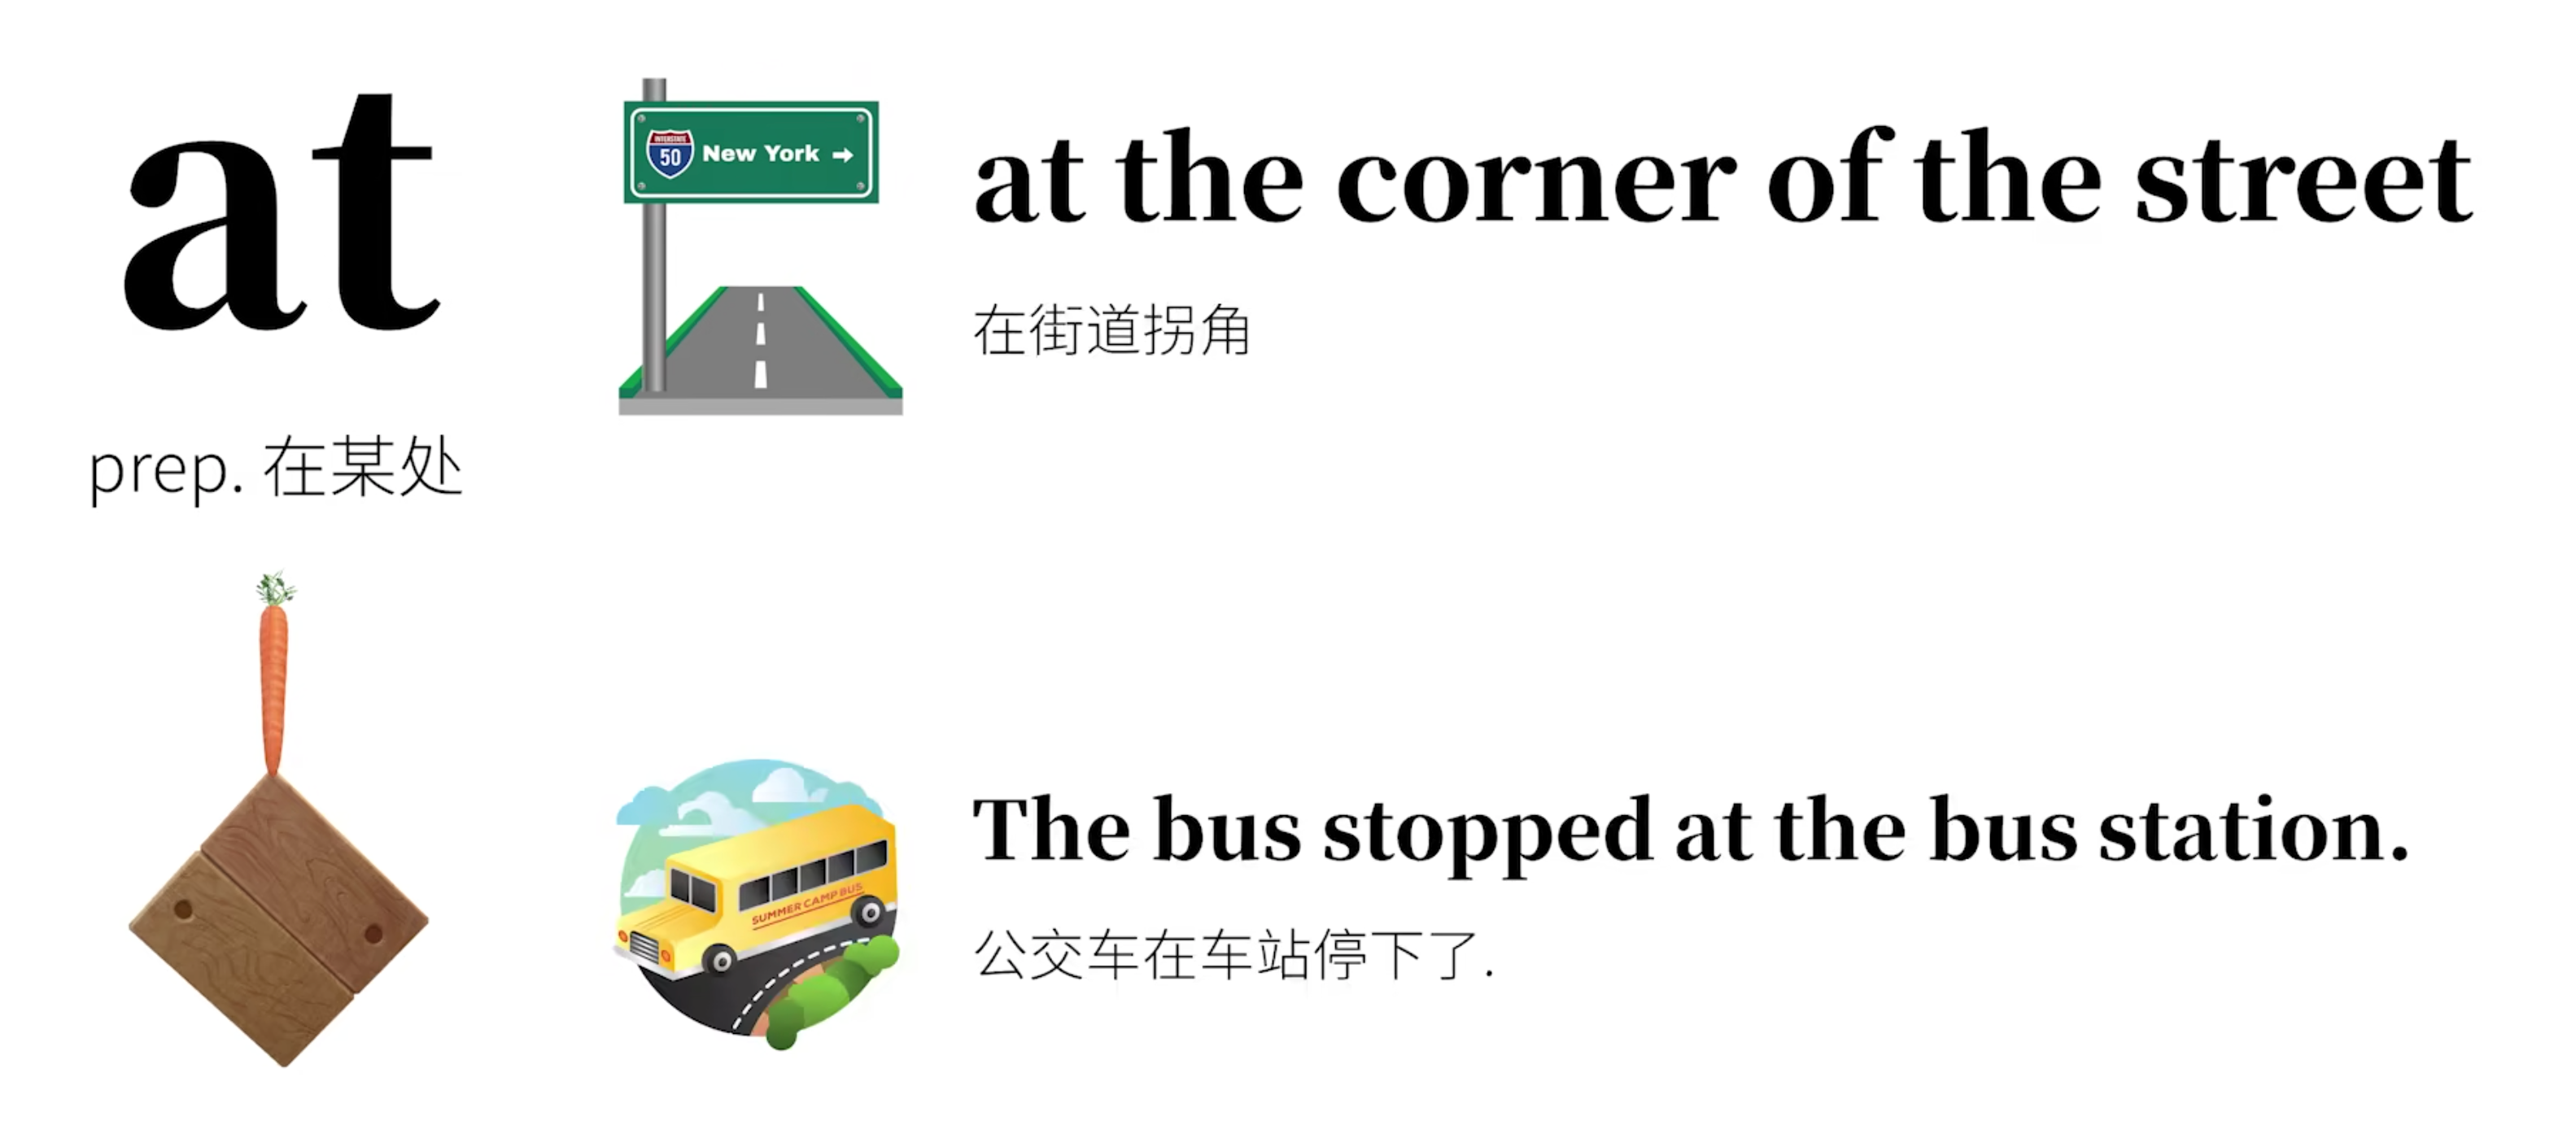 at
prep. 在某处
INTERSTATE
50
New York →
at the corner of the street
在街道拐角
SUMMER CAMP BUS
The bus stopped at the bus station.
公交车在车站停下了.